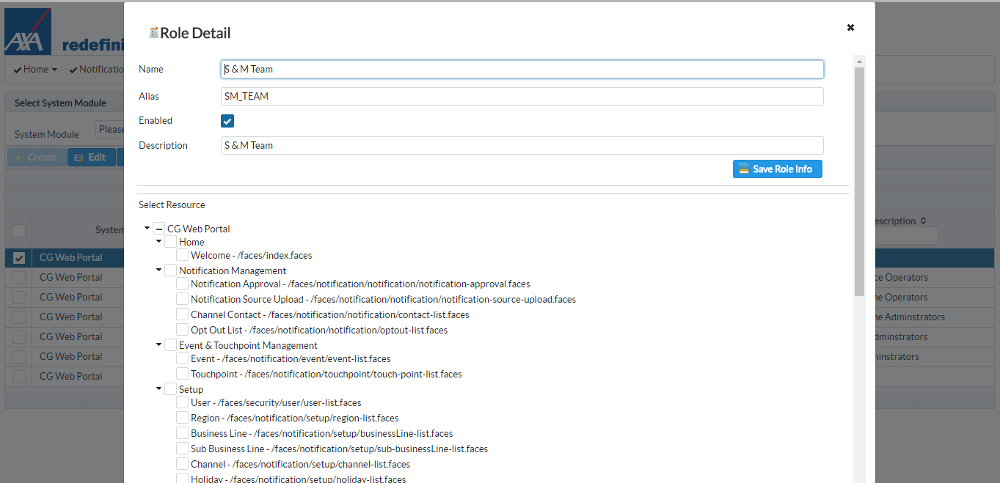 AXA
redefini
Home
Notificatio
Select System Module
System Module
Pleas
Create
Edit
System
CG Web Portal
CG Web Portal
CG Web Portal
CG Web Portal
CG Web Portal
CG Web Portal
CG Web Portal
Role Detail
Name
S & M Team
Alias
SM_TEAM
Enabled
Description
S & M Team
Save Role Info
Select Resource
CG Web Portal
Home
Welcome - /faces/index.faces
Notification Management
Notification Approval - /faces/notification/notification/notification-approval.faces
Notification Source Upload - /faces/notification/notification/notification-source-upload.faces
Channel Contact - /faces/notification/notification/contact-list.faces
Opt Out List - /faces/notification/notification/optout-list.faces
Event & Touchpoint Management
Event - /faces/notification/event/event-list.faces
Touchpoint - /faces/notification/touchpoint/touch-point-list.faces
Setup
User - /faces/security/user/user-list.faces
Region - /faces/notification/setup/region-list.faces
Business Line - /faces/notification/setup/businessLine-list.faces
Sub Business Line - /faces/notification/setup/sub-businessLine-list.faces
Channel - /faces/notification/setup/channel-list.faces
Holiday - /faces/notification/setup/holiday-list.faces
escription
ce Operators
ne Operators
ne Adminstrators
dminstrators
ninstrators